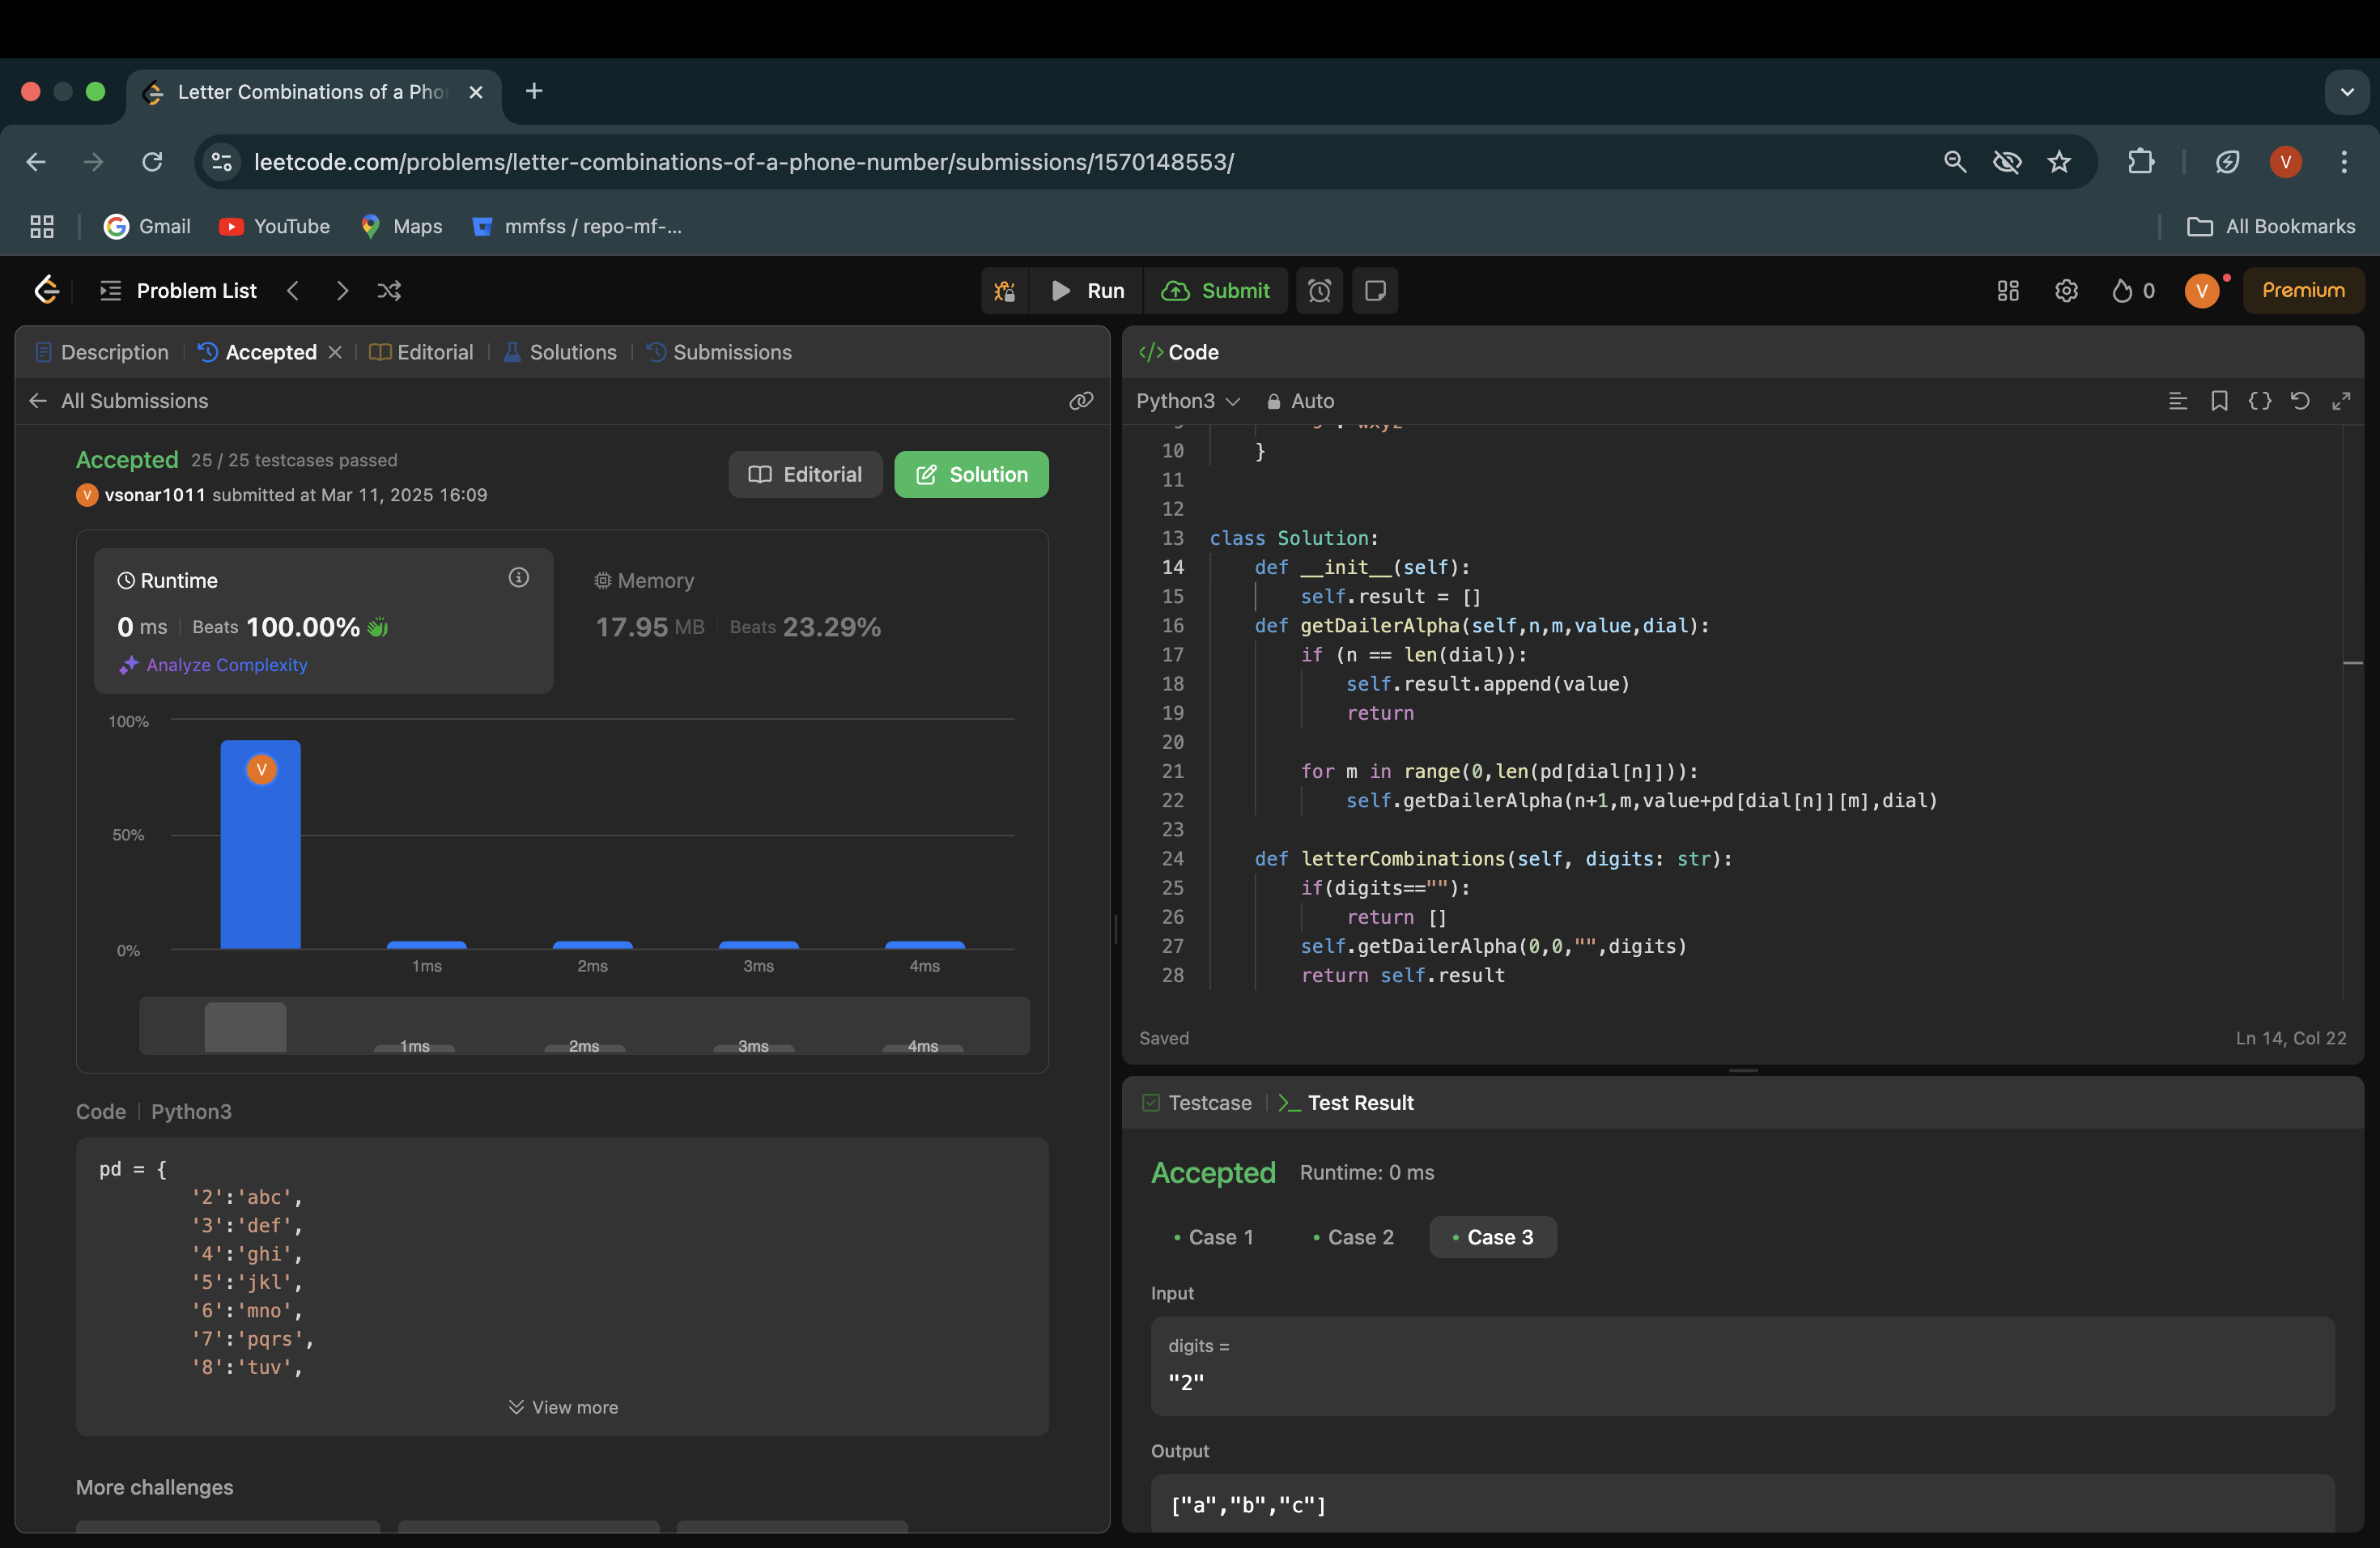 Letter Combinations of a Pho
leetcode.com/problems/letter-combinations-of-a-phone-number/submissions/1570148553/
V
Gmail
YouTube
Maps
mmfss / repo-mf-...
All Bookmarks
Problem List
Run
Submit
0
V
Premium
Description
Accepted
Editorial
Solutions
Submissions
All Submissions
Accepted 25 / 25 testcases passed
V vsonar1011 submitted at Mar 11, 2025 16:09
Editorial
Solution
Runtime
0 ms Beats 100.00%
Analyze Complexity
Memory
17.95 MB Beats 23.29%
100%
V
50%
0%
1ms 2ms 3ms 4ms
1ms 2ms 3ms 4ms
Code Python3
pd = {
'2':'abc',
'3':'def',
'4':'ghi',
'5':'jkl',
'6':'mno',
'7':'pqrs',
'8':'tuv',
View more
More challenges
</> Code
Python3 Auto
10 }
11
12
13 class Solution:
14 def __init__(self):
15 self.result = []
16 def getDailerAlpha(self,n,m,value,dial):
17 if (n == len(dial)):
18 self.result.append(value)
19 return
20
21 for m in range(0,len(pd[dial[n]])):
22 self.getDailerAlpha(n+1,m,value+pd[dial[n]][m],dial)
23
24 def letterCombinations(self, digits: str):
25 if(digits==""):
26 return []
27 self.getDailerAlpha(0,0,"",digits)
28 return self.result
Saved
Ln 14, Col 22
Testcase
>_ Test Result
Accepted Runtime: 0 ms
• Case 1
• Case 2
• Case 3
Input
digits =
"2"
Output
["a","b","c"]